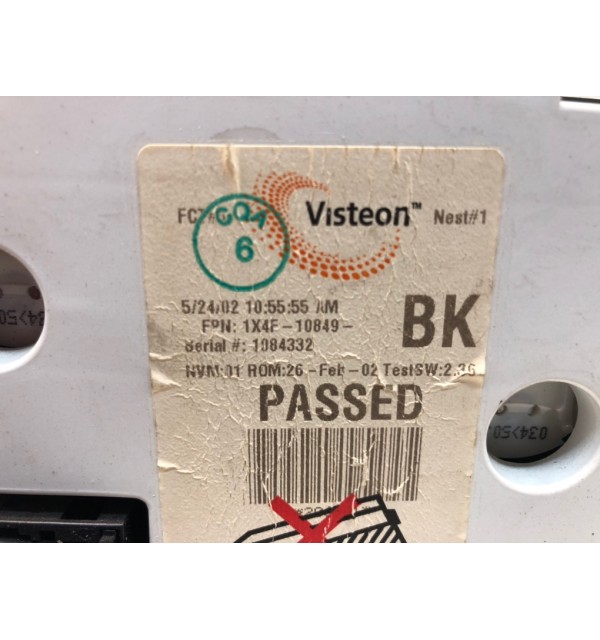 Visteon™
Nest#1
CQA
6
5/24/02 10:55:55 AM
FPN: 1X4F-10849-
BK
Serial #: 1084332
NVM:01 ROM:26-Feb-02 TestSW:2.36
PASSED